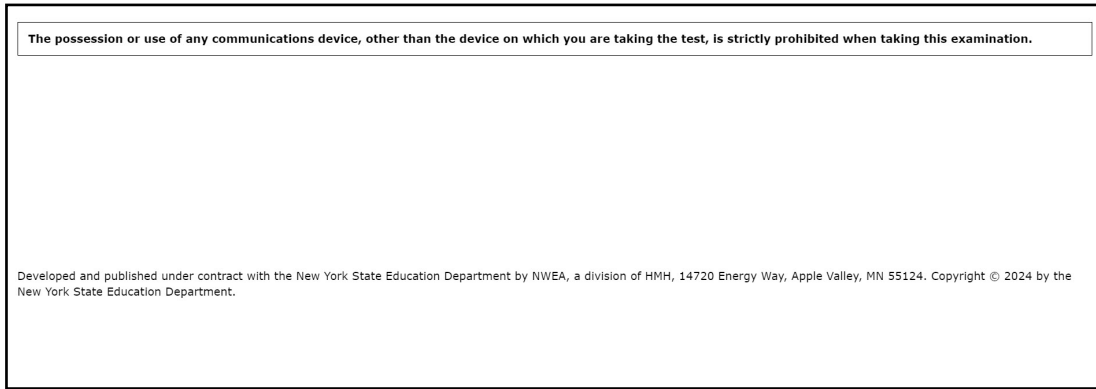 The possession or use of any communications device, other than the device on which you are taking the test, is strictly prohibited when taking this examination.
Developed and published under contract with the New York State Education Department by NWEA, a division of HMH, 14720 Energy Way, Apple Valley, MN 55124. Copyright © 2024 by the
New York State Education Department.